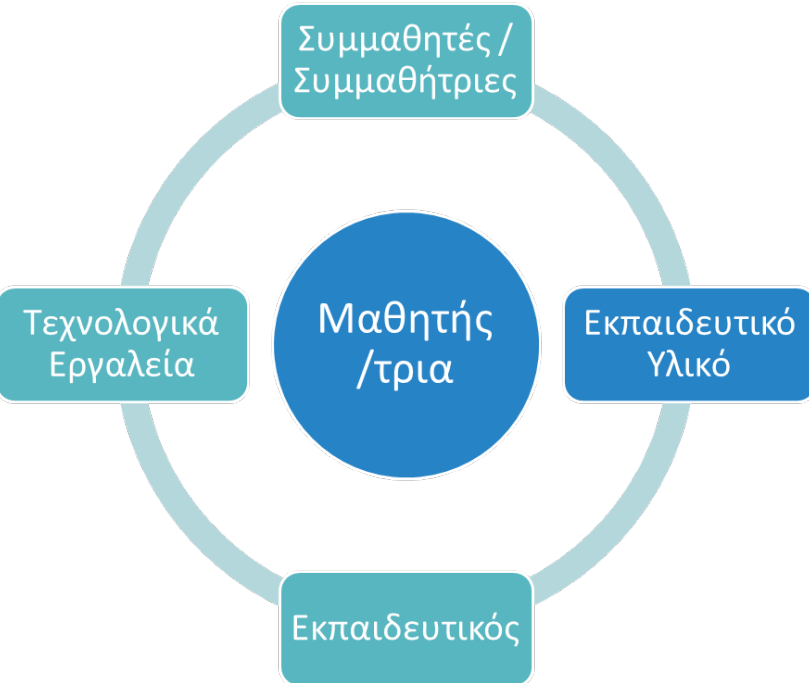 Συμμαθητές /
Συμμαθήτριες
Τεχνολογικά
Εργαλεία
Μαθητής
/τρια
Εκπαιδευτικό
Υλικό
Εκπαιδευτικός